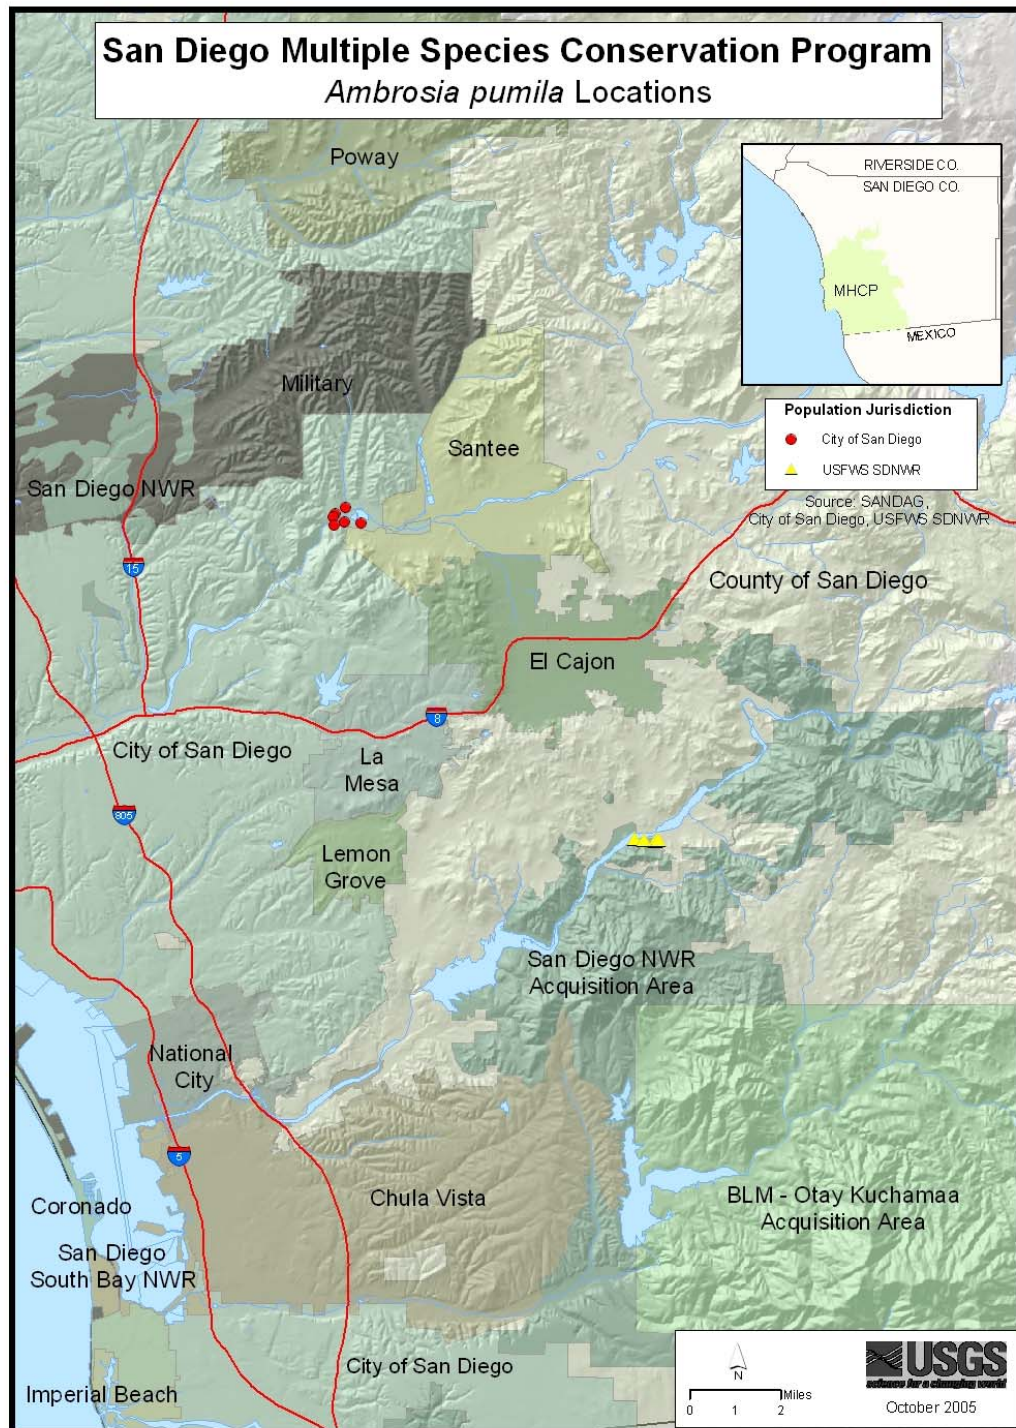 San Diego Multiple Species Conservation Program
Ambrosia pumila Locations
Poway
RIVERSIDE CO.
SAN DIEGO CO.
MHCP
MEXICO
Military
Population Jurisdiction
City of San Diego
USFWS SDNWR
Santee
San Diego NWR
Source: SANDAG,
City of San Diego, USFWS SDNWR
15
County of San Diego
El Cajon
8
City of San Diego
La
Mesa
805
Lemon
Grove
San Diego NWR
Acquisition Area
National
City
5
Chula Vista
BLM - Otay Kuchamaa
Acquisition Area
Coronado
San Diego
South Bay NWR
City of San Diego
Imperial Beach
N
Miles
0 1 2
USGS
science for a changing world
October 2005